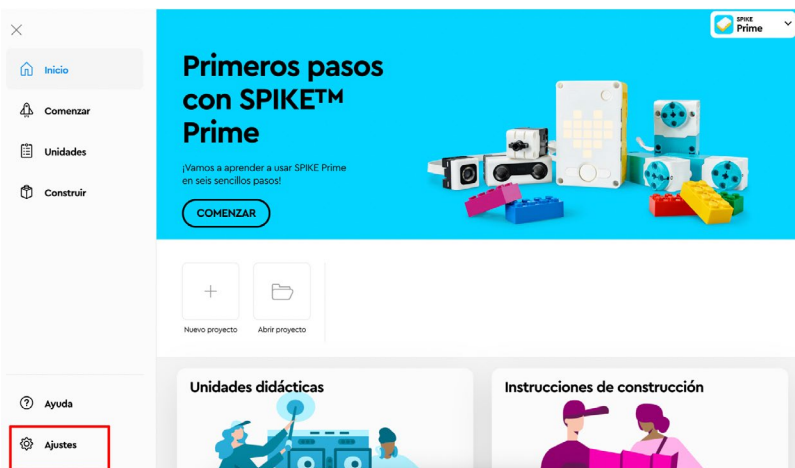 SPIKE
Prime
Inicio
Comenzar
Unidades
Construir
Primeros pasos
con SPIKE™
Prime
¡Vamos a aprender a usar SPIKE Prime
en seis sencillos pasos!
COMENZAR
Nuevo proyecto
Abrir proyecto
Unidades didácticas
Instrucciones de construcción
Ayuda
Ajustes